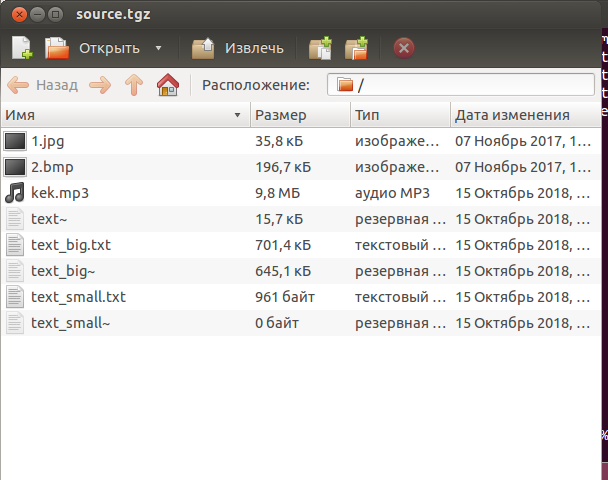 source.tgz
Открыть Извлечь
Назад Расположение: /
Имя Размер Тип Дата изменения
1.jpg 35,8 кБ изображе… 07 Ноябрь 2017, 1…
2.bmp 196,7 кБ изображе… 07 Ноябрь 2017, 1…
kek.mp3 9,8 МБ аудио MP3 15 Октябрь 2018, …
text~ 15,7 кБ резервная … 15 Октябрь 2018, …
text_big.txt 701,4 кБ текстовый … 15 Октябрь 2018, …
text_big~ 645,1 кБ резервная … 15 Октябрь 2018, …
text_small.txt 961 байт текстовый … 15 Октябрь 2018, …
text_small~ 0 байт резервная … 15 Октябрь 2018, …